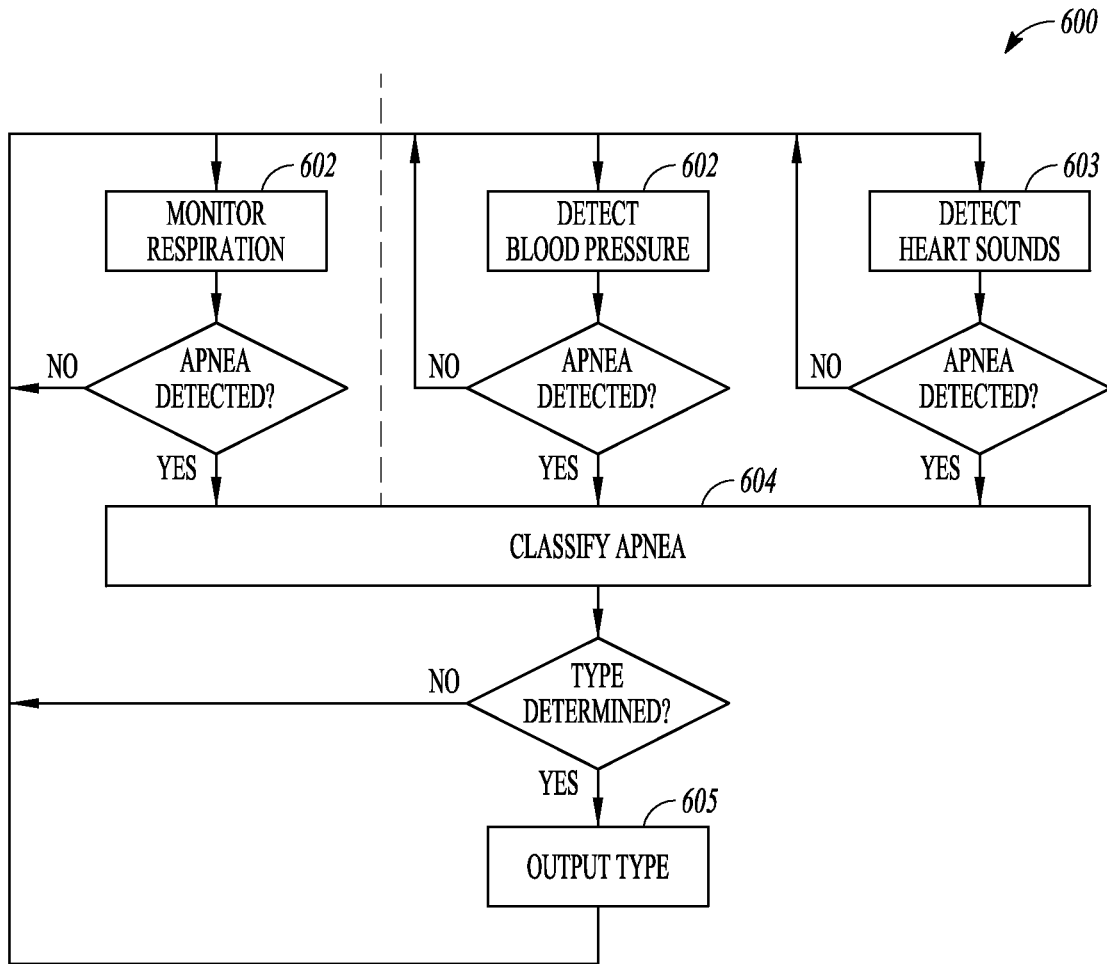 600
602
MONITOR
RESPIRATION
602
DETECT
BLOOD PRESSURE
603
DETECT
HEART SOUNDS
NO
APNEA
DETECTED?
YES
NO
APNEA
DETECTED?
YES
NO
APNEA
DETECTED?
YES
604
CLASSIFY APNEA
NO
TYPE
DETERMINED?
YES
605
OUTPUT TYPE